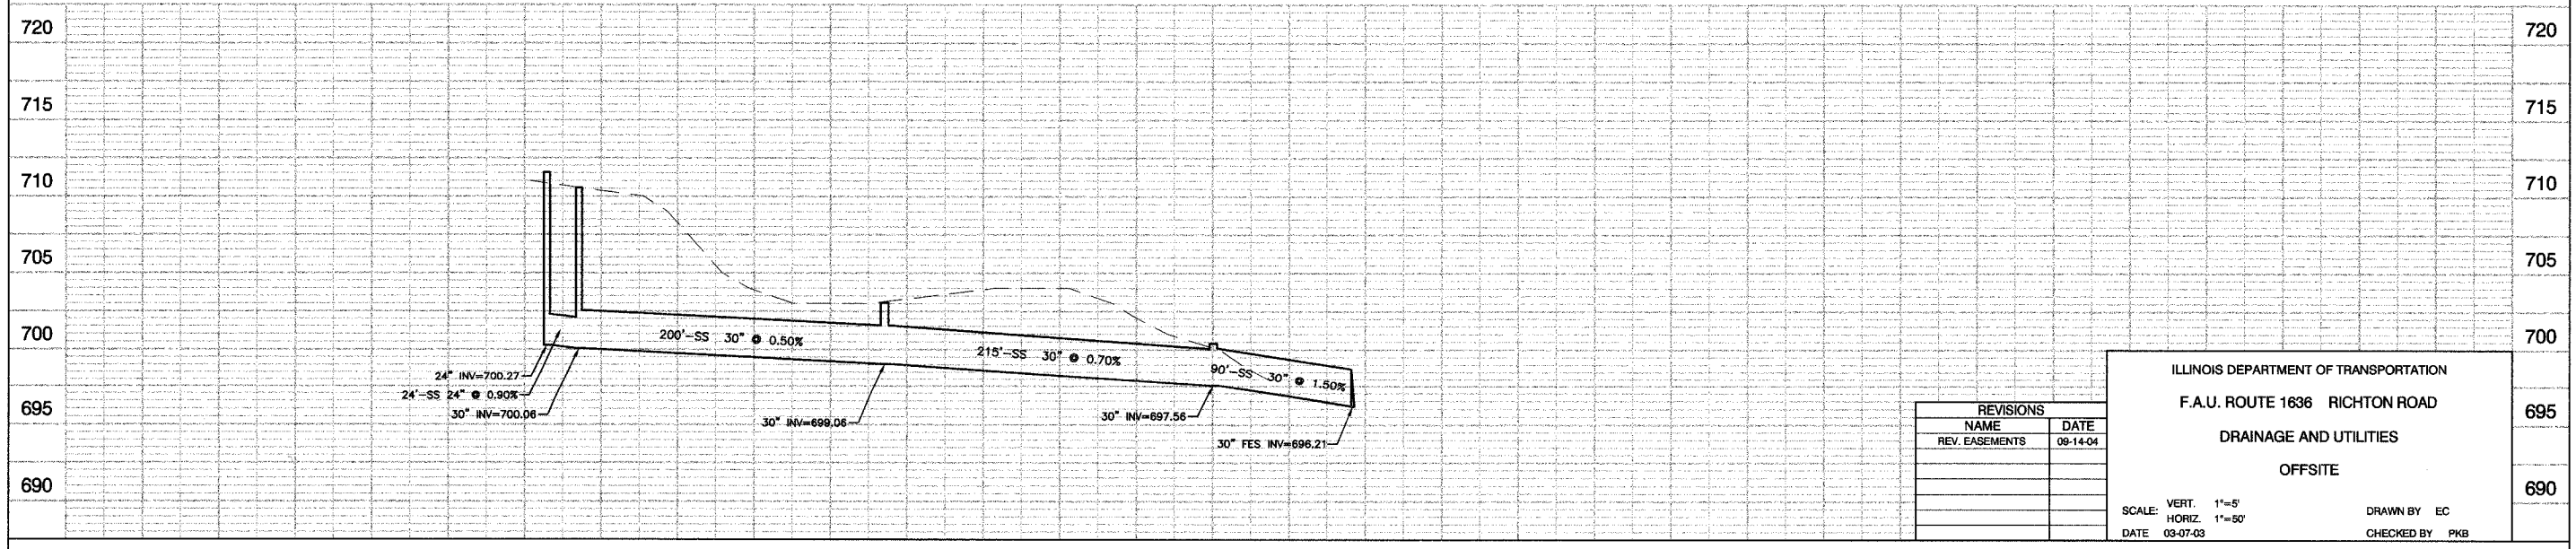 720
715
710
705
700
695
690
24" INV=700.27
24'-SS 24" @ 0.90%
30" INV=700.06
200'-SS 30" @ 0.50%
30" INV=699.06
215'-SS 30" @ 0.70%
30" INV=697.56
90'-SS 30" @ 1.50%
30" FES INV=696.21
720
715
710
705
700
695
690
REVISIONS
NAME DATE
REV. EASEMENTS 09-14-04
ILLINOIS DEPARTMENT OF TRANSPORTATION
F.A.U. ROUTE 1636 RICHTON ROAD
DRAINAGE AND UTILITIES
OFFSITE
SCALE: VERT. 1"=5'
HORIZ. 1"=50'
DRAWN BY EC
DATE 03-07-03
CHECKED BY PKB